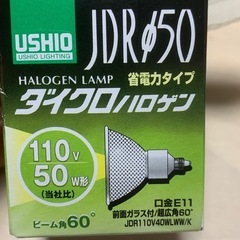 USHIO
USHIO LIGHTING
JDRφ50
HALOGEN LAMP
省電力タイプ
ダイクロハロゲン
110V
50W形
(当社比)
口金E11
前面ガラス付/超広角60°
JDR110V40WLWW/K
ビーム角60°